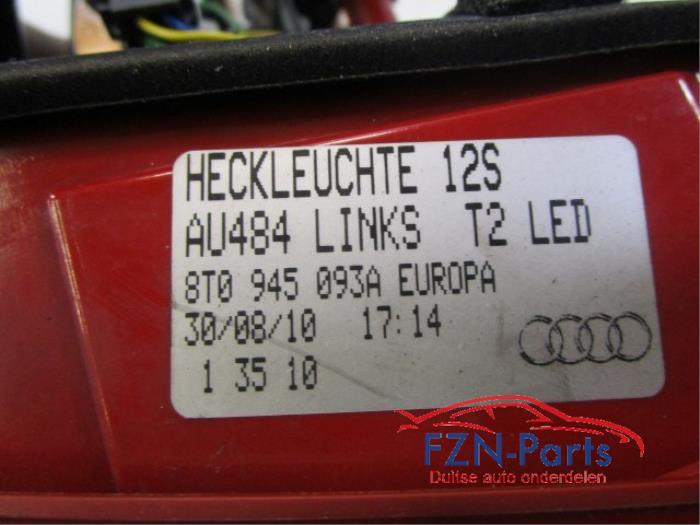 HECKLEUCHTE 12S
AU484 LINKS T2 LED
8T0 945 093A EUROPA
30/08/10 17:14
1 35 10
FZN-Parts
Duitse auto onderdelen